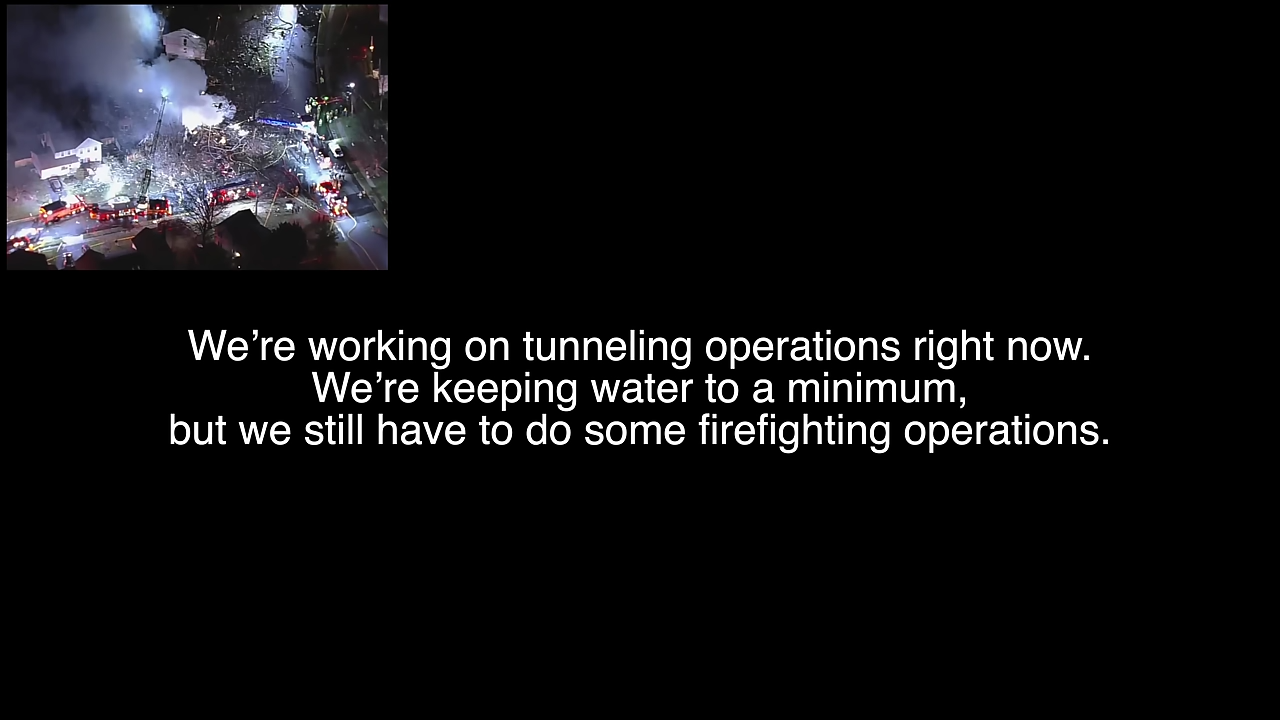 We’re working on tunneling operations right now.
We’re keeping water to a minimum,
but we still have to do some firefighting operations.